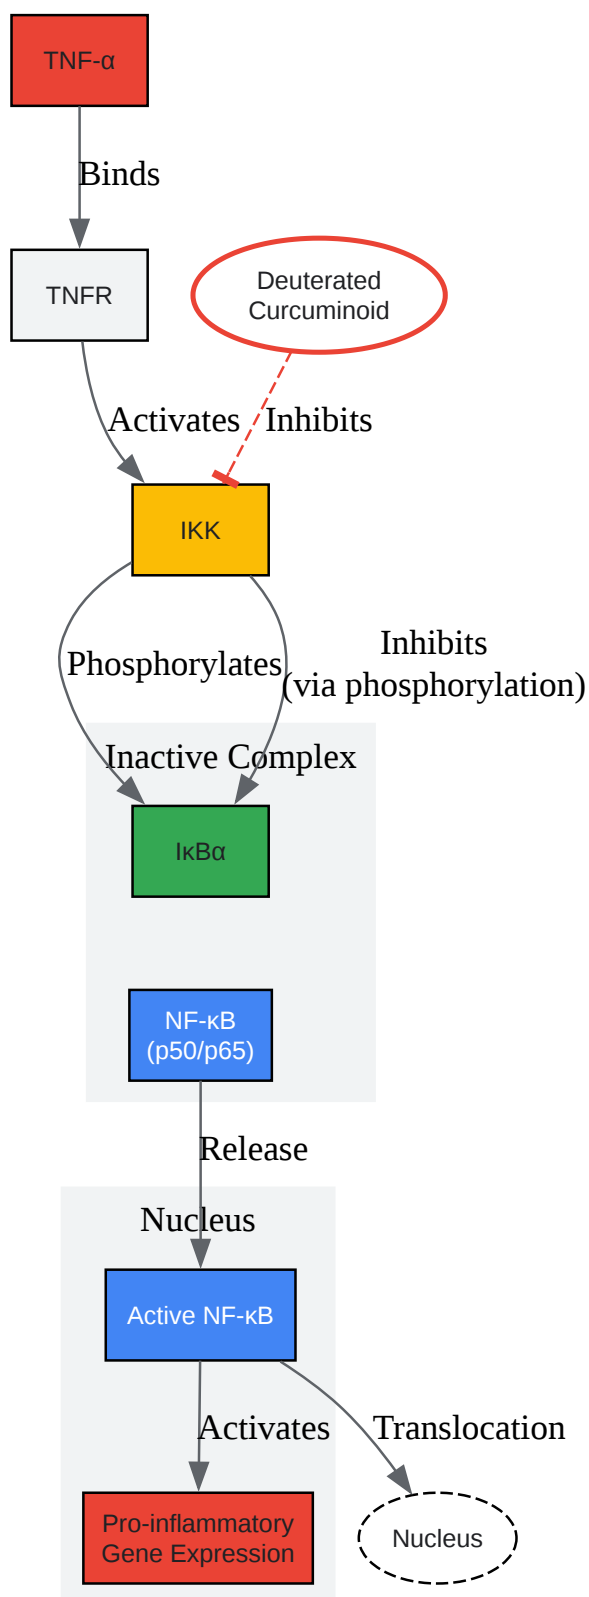 TNF-α
Binds
TNFR
Deuterated
Curcuminoid
Activates
Inhibits
IKK
Phosphorylates
Inhibits
(via phosphorylation)
Inactive Complex
IκBα
NF-κB
(p50/p65)
Release
Nucleus
Active NF-κB
Activates
Translocation
Pro-inflammatory
Gene Expression
Nucleus